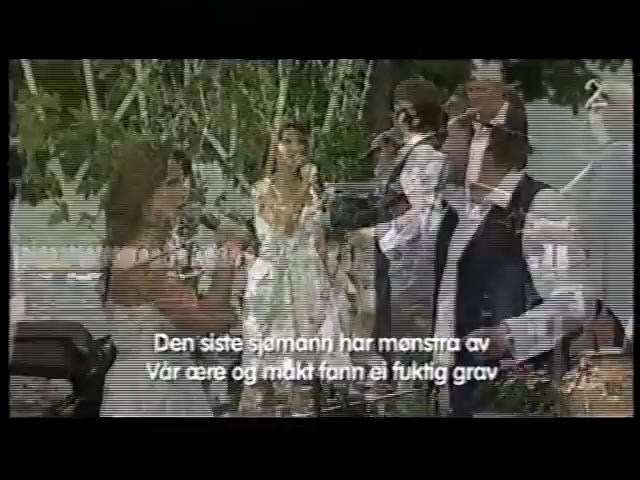 Den siste sjømann har mønstra av
Vår ære og makt fann ei fuktig grav
2